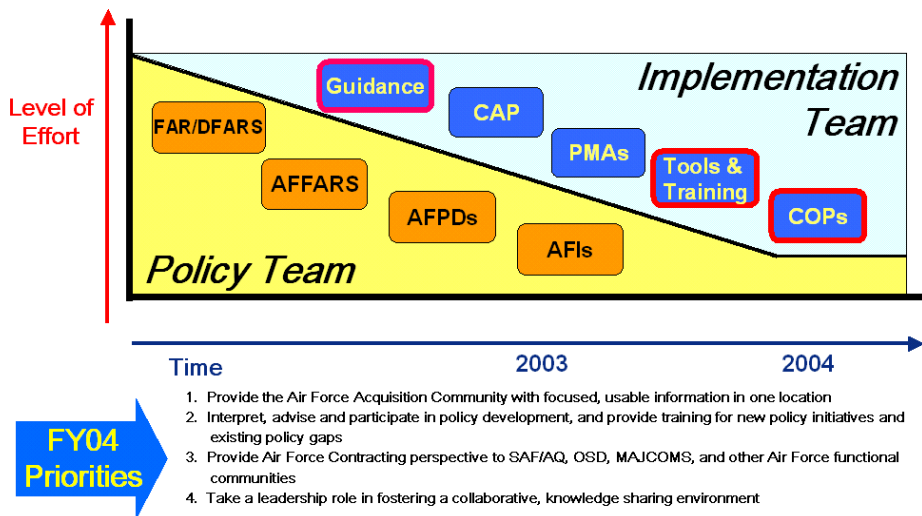 Level of
Effort
Guidance
Implementation
Team
CAP
FAR/DFARS
PMAs
Tools &
Training
AFFARS
AFPDs
COPs
AFIs
Policy Team
Time
2003
2004
FY04
Priorities
1. Provide the Air Force Acquisition Community with focused, usable information in one location
2. Interpret, advise and participate in policy development, and provide training for new policy initiatives and
existing policy gaps
3. Provide Air Force Contracting perspective to SAF/AQ, OSD, MAJCOMS, and other Air Force functional
communities
4. Take a leadership role in fostering a collaborative, knowledge sharing environment